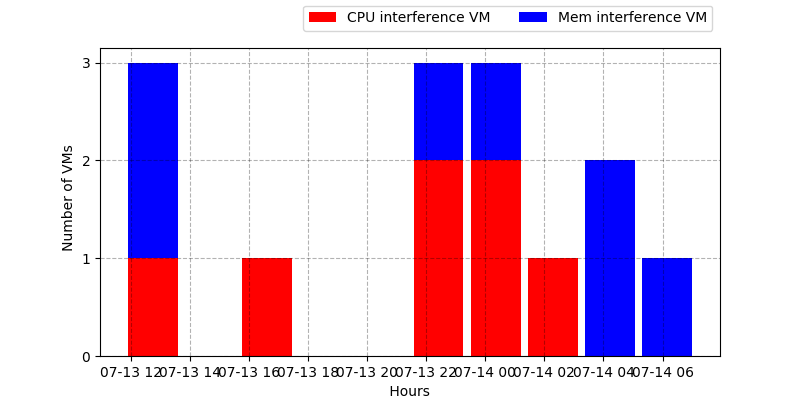 CPU interference VM Mem interference VM
Number of VMs
3
2
1
0
07-13 12 07-13 14 07-13 16 07-13 18 07-13 20 07-13 22 07-14 00 07-14 02 07-14 04 07-14 06
Hours